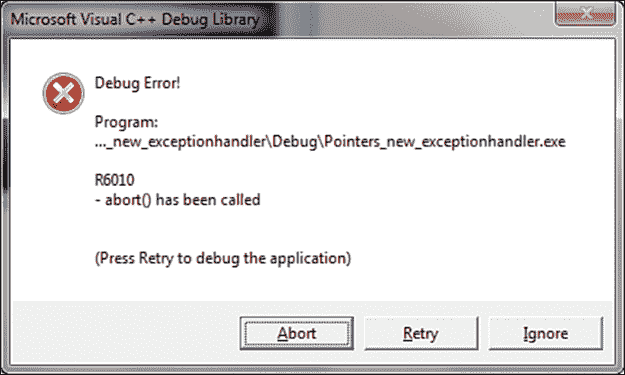 Microsoft Visual C++ Debug Library
Debug Error!
Program:
..._new_exceptionhandler\Debug\Pointers_new_exceptionhandler.exe
R6010
- abort() has been called
(Press Retry to debug the application)
Abort
Retry
Ignore